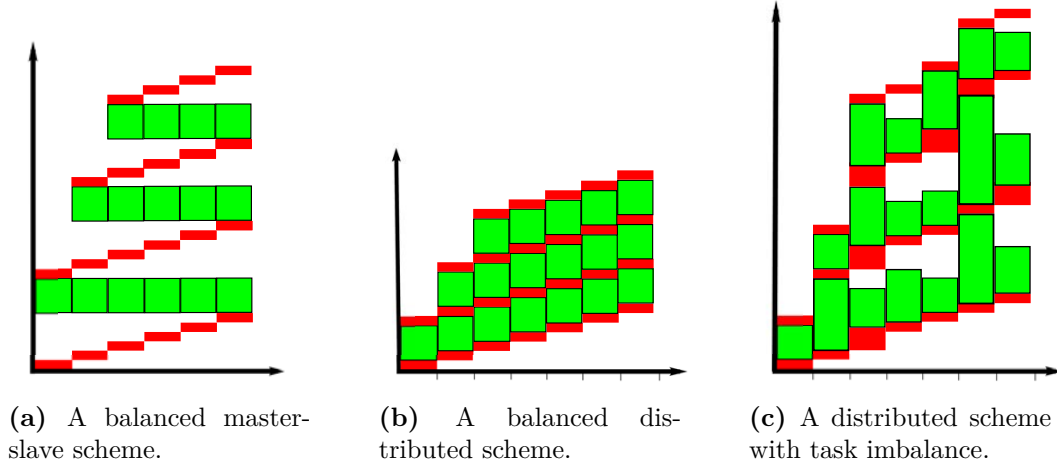 (a) A balanced master-
slave scheme.
(b) A balanced dis-
tributed scheme.
(c) A distributed scheme
with task imbalance.